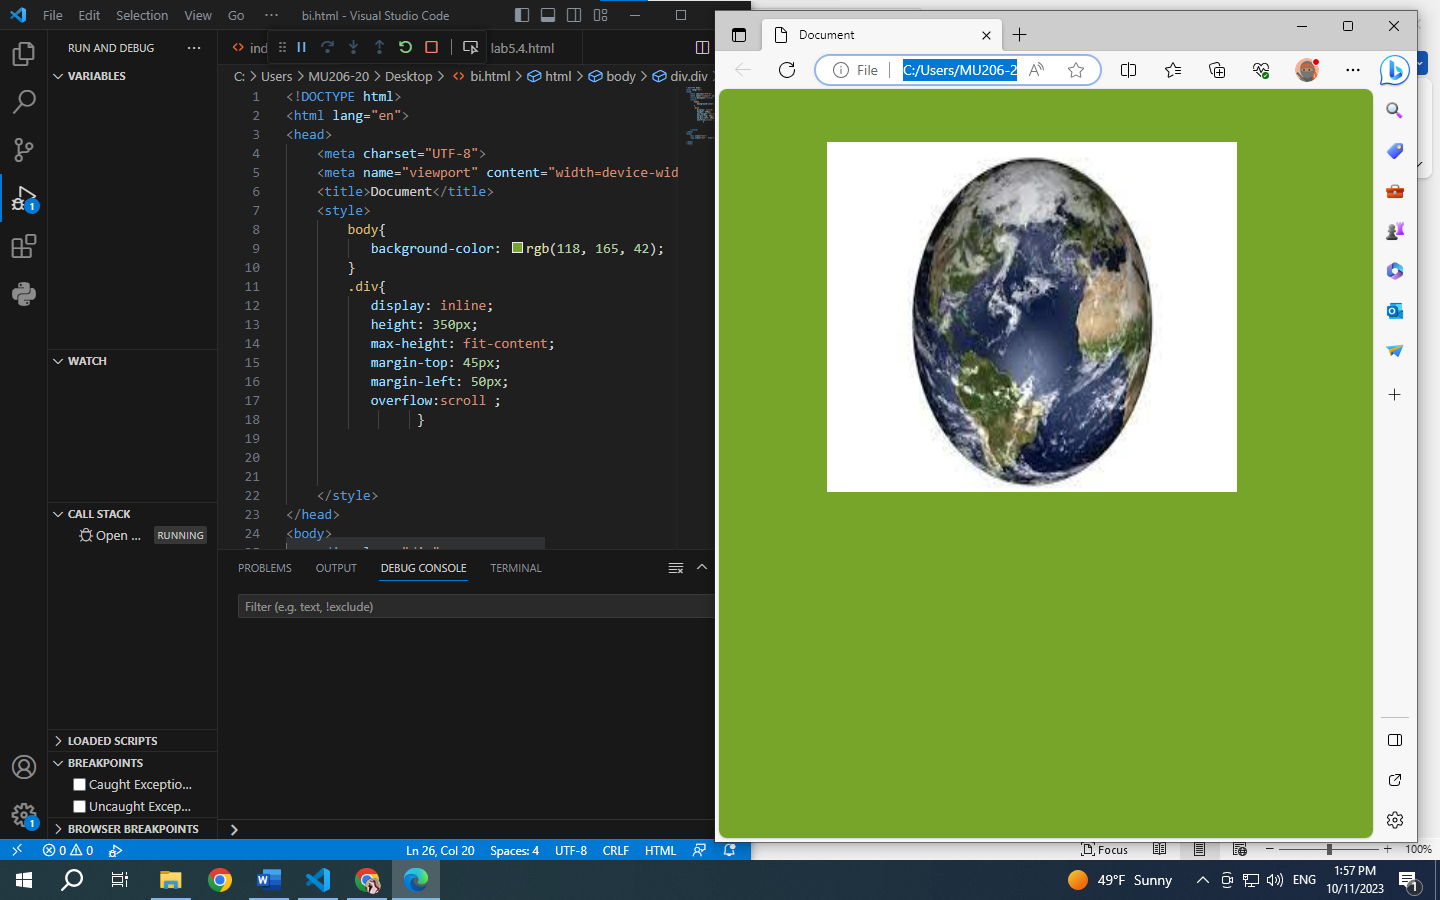 File Edit Selection View Go ··· bi.html - Visual Studio Code
RUN AND DEBUG ···
VARIABLES
WATCH
CALL STACK
Open ... RUNNING
LOADED SCRIPTS
BREAKPOINTS
Caught Exceptio...
Uncaught Excep...
BROWSER BREAKPOINTS
1
1
ind lab5.4.html
C: > Users > MU206-20 > Desktop > bi.html > html > body > div.div
1 <!DOCTYPE html>
2 <html lang="en">
3 <head>
4 <meta charset="UTF-8">
5 <meta name="viewport" content="width=device-wid
6 <title>Document</title>
7 <style>
8 body{
9 background-color: rgb(118, 165, 42);
10 }
11 .div{
12 display: inline;
13 height: 350px;
14 max-height: fit-content;
15 margin-top: 45px;
16 margin-left: 50px;
17 overflow:scroll ;
18 }
19
20
21
22 </style>
23 </head>
24 <body>
PROBLEMS OUTPUT DEBUG CONSOLE TERMINAL
Filter (e.g. text, !exclude)
0 0 Ln 26, Col 20 Spaces: 4 UTF-8 CRLF HTML
Document
File C:/Users/MU206-2
Focus 100%
49°F Sunny ENG 1:57 PM
10/11/2023
1